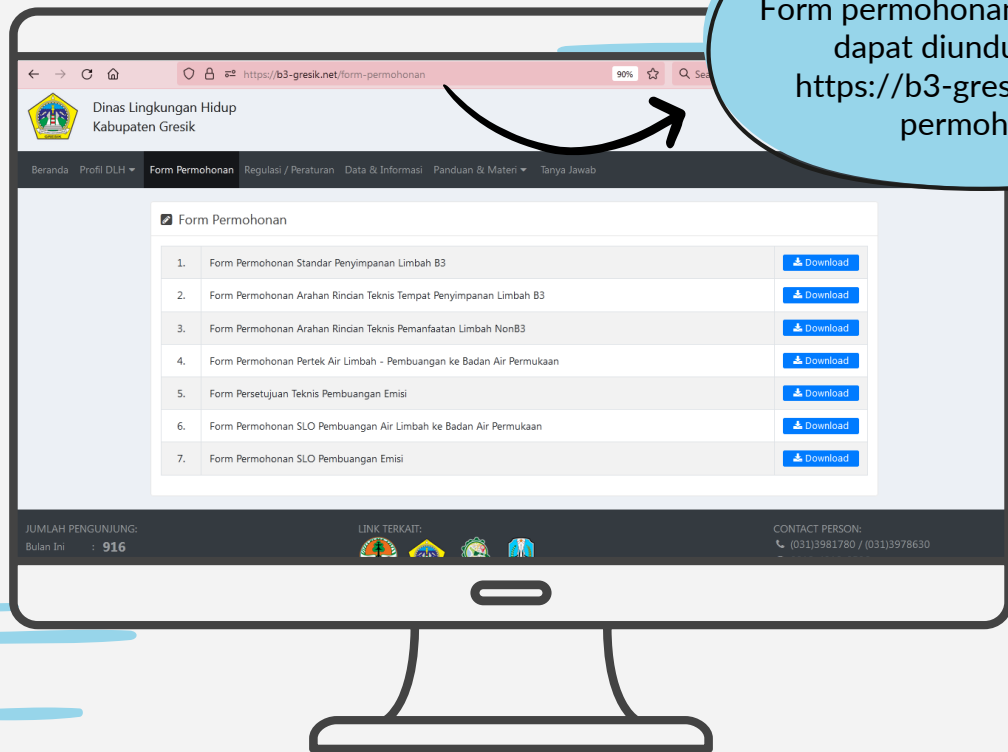 Form permohonan
dapat diundu
https://b3-gres
permoh
https://b3-gresik.net/form-permohonan
90%
Sea
Dinas Lingkungan Hidup
Kabupaten Gresik
Beranda Profil DLH Form Permohonan Regulasi / Peraturan Data & Informasi Panduan & Materi Tanya Jawab
Form Permohonan
1. Form Permohonan Standar Penyimpanan Limbah B3 Download
2. Form Permohonan Arahan Rincian Teknis Tempat Penyimpanan Limbah B3 Download
3. Form Permohonan Arahan Rincian Teknis Pemanfaatan Limbah NonB3 Download
4. Form Permohonan Pertek Air Limbah - Pembuangan ke Badan Air Permukaan Download
5. Form Persetujuan Teknis Pembuangan Emisi Download
6. Form Permohonan SLO Pembuangan Air Limbah ke Badan Air Permukaan Download
7. Form Permohonan SLO Pembuangan Emisi Download
JUMLAH PENGUNJUNG: LINK TERKAIT: CONTACT PERSON:
Bulan Ini : 916 (031)3981780 / (031)3978630